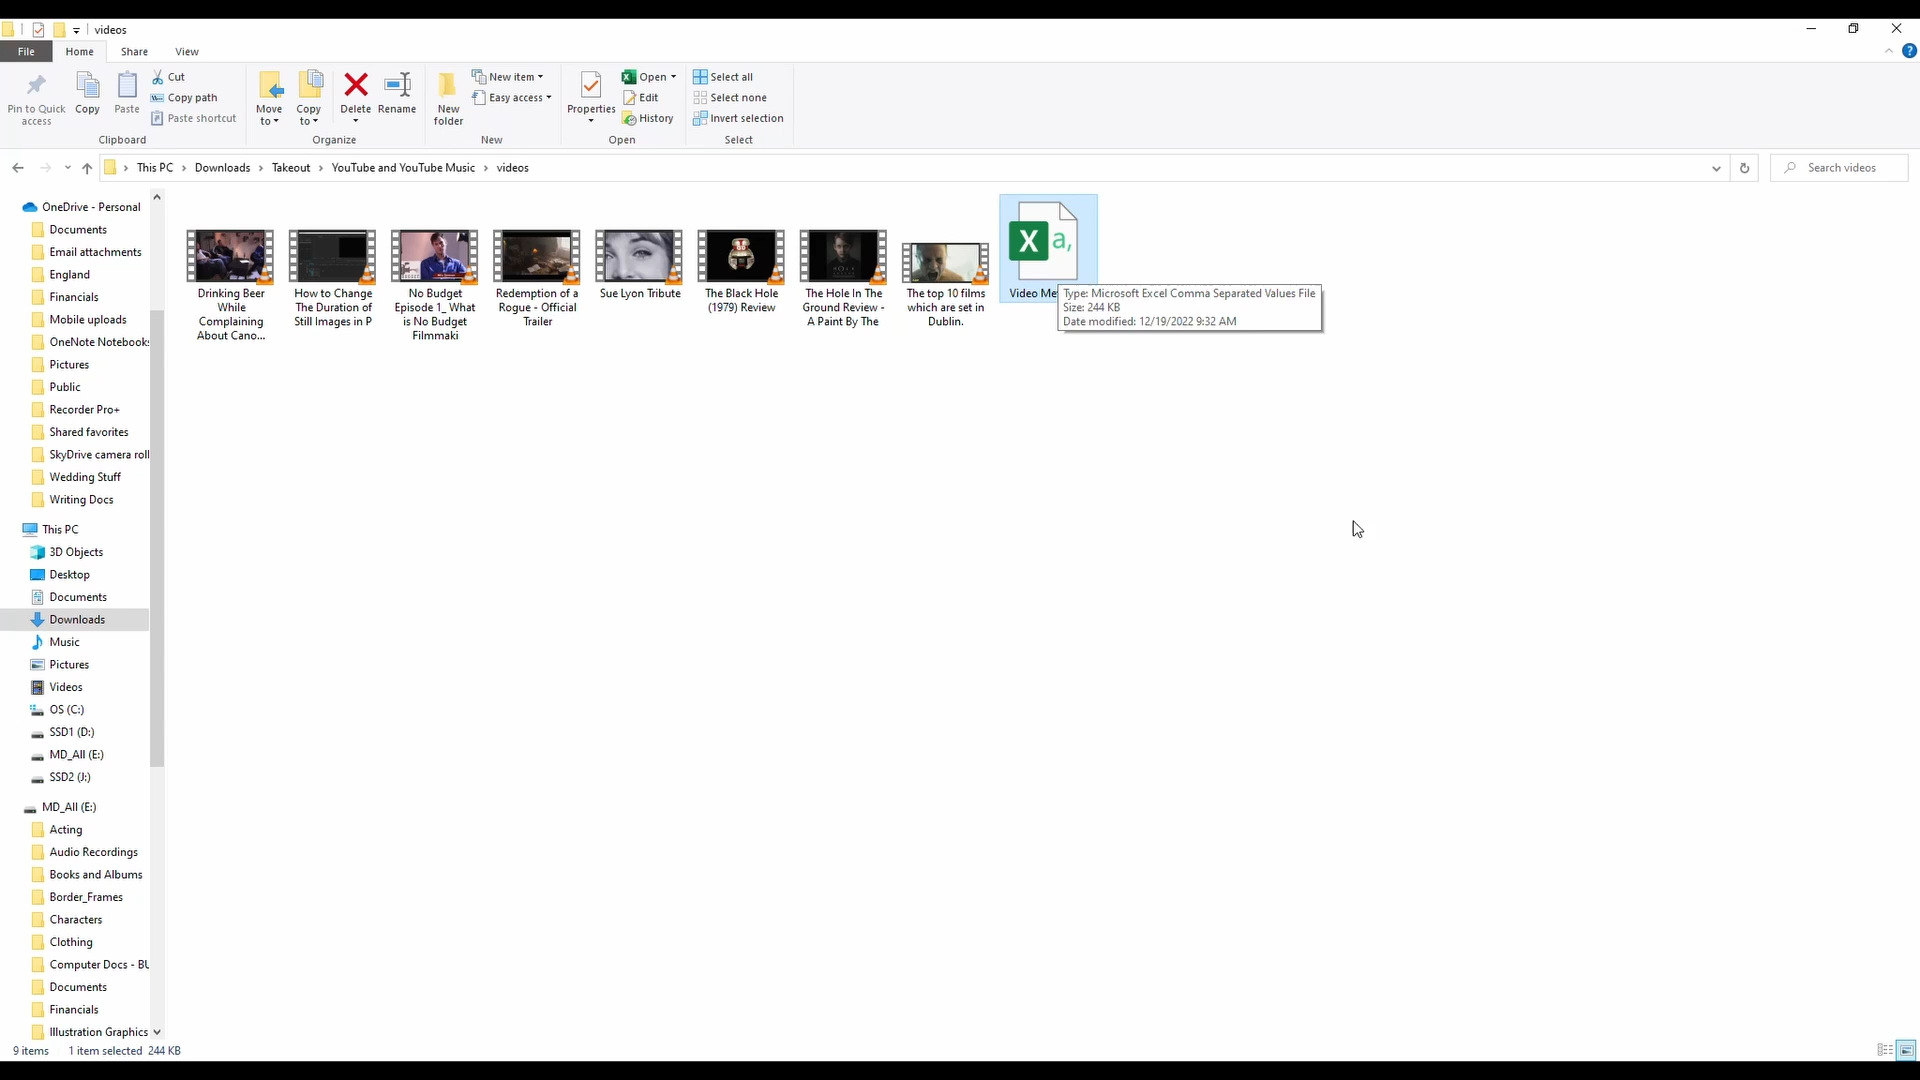 videos
File Home Share View
Pin to Quick access
Copy
Paste
Cut
Copy path
Paste shortcut
Clipboard
Move to
Copy to
Delete
Rename
Organize
New folder
New item
Easy access
New
Properties
Open
Edit
History
Open
Select all
Select none
Invert selection
Select
This PC > Downloads > Takeout > YouTube and YouTube Music > videos
Search videos
OneDrive - Personal
Documents
Email attachments
England
Financials
Mobile uploads
OneNote Notebooks
Pictures
Public
Recorder Pro+
Shared favorites
SkyDrive camera roll
Wedding Stuff
Writing Docs
This PC
3D Objects
Desktop
Documents
Downloads
Music
Pictures
Videos
OS (C:)
SSD1 (D:)
MD_All (E:)
SSD2 (J:)
MD_All (E:)
Acting
Audio Recordings
Books and Albums
Border_Frames
Characters
Clothing
Computer Docs - BU
Documents
Financials
Illustration Graphics
Drinking Beer
While
Complaining
About Cano...
How to Change
The Duration of
Still Images in P
No Budget
Episode 1_ What
is No Budget
Filmmaki
Redemption of a
Rogue - Official
Trailer
Sue Lyon Tribute
The Black Hole
(1979) Review
The Hole In The
Ground Review -
A Paint By The
The top 10 films
which are set in
Dublin.
X a,
Video Me
Type: Microsoft Excel Comma Separated Values File
Size: 244 KB
Date modified: 12/19/2022 9:32 AM
9 items 1 item selected 244 KB